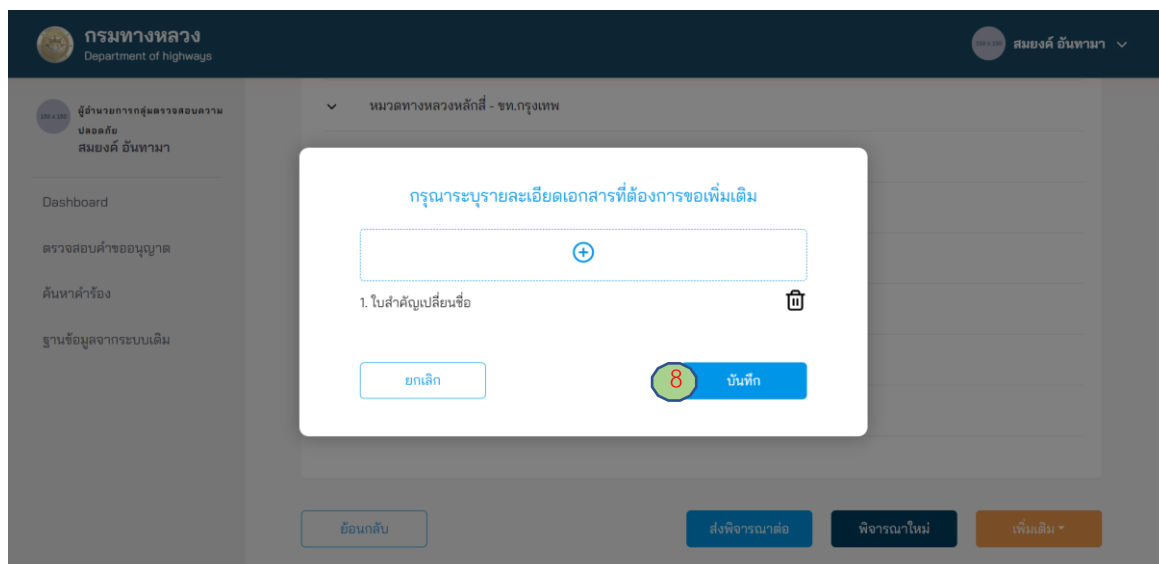 กรมทางหลวง
Department of highways
สมยงค์ อันทามา
ผู้อำนวยการกลุ่มตรวจสอบความ
ปลอดภัย
สมยงค์ อันทามา
Dashboard
ตรวจสอบคำขออนุญาต
ค้นหาคำร้อง
ฐานข้อมูลจากระบบเดิม
หมวดทางหลวงหลักสี่ - ขท.กรุงเทพ
กรุณาระบุรายละเอียดเอกสารที่ต้องการขอเพิ่มเติม
1. ใบสำคัญเปลี่ยนชื่อ
ยกเลิก
8 บันทึก
ย้อนกลับ
ส่งพิจารณาต่อ
พิจารณาใหม่
เพิ่มเติม